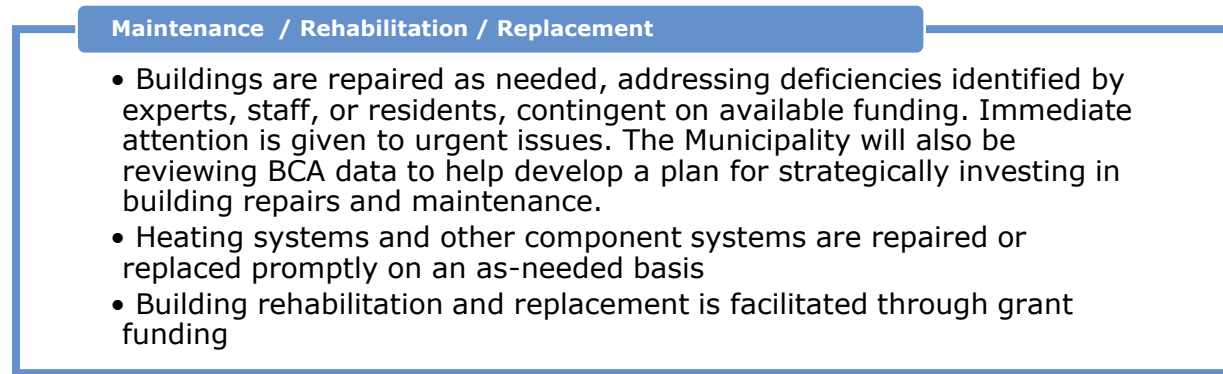 Maintenance / Rehabilitation / Replacement
• Buildings are repaired as needed, addressing deficiencies identified by
experts, staff, or residents, contingent on available funding. Immediate
attention is given to urgent issues. The Municipality will also be
reviewing BCA data to help develop a plan for strategically investing in
building repairs and maintenance.
• Heating systems and other component systems are repaired or
replaced promptly on an as-needed basis
• Building rehabilitation and replacement is facilitated through grant
funding